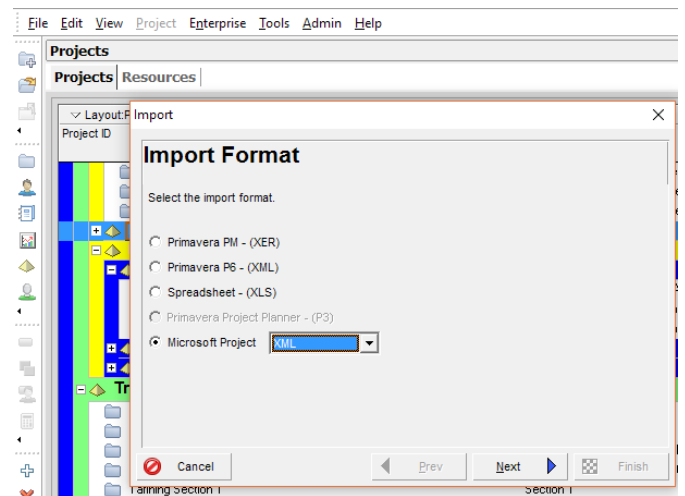 File Edit View Project Enterprise Tools Admin Help
Projects
Projects Resources
Layout:P
Import
Project ID
Import Format
Select the import format.
Primavera PM - (XER)
Primavera P6 - (XML)
Spreadsheet - (XLS)
Primavera Project Planner - (P3)
Microsoft Project XML
Tr
Cancel Prev Next Finish
Section 1 Section 1